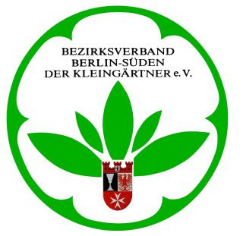 BEZIRKSVERBAND
BERLIN-SÜDEN
DER KLEINGÄRTNER e. V.